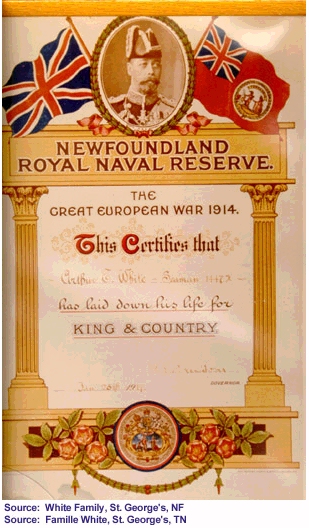 NEWFOUNDLAND
ROYAL NAVAL RESERVE.
THE
GREAT EUROPEAN WAR 1914.
This Certifies that
Arthur White - Seaman
has laid down his life for
KING & COUNTRY.
GOVERNOR.
Source: White Family, St. George's, NF
Source: Famille White, St. George's, TN